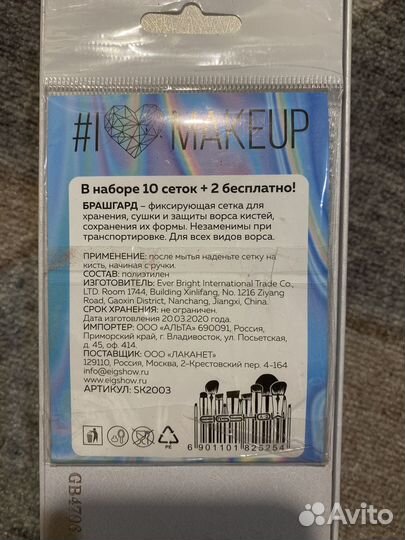 #I MAKEUP
В наборе 10 сеток + 2 бесплатно!
БРАШГАРД – фиксирующая сетка для
хранения, сушки и защиты ворса кистей,
сохранения их формы. Незаменимы при
транспортировке. Для всех видов ворса.
ПРИМЕНЕНИЕ: после мытья наденьте сетку на
кисть, начиная с ручки.
СОСТАВ: полиэтилен
ИЗГОТОВИТЕЛЬ: Ever Bright International Trade Co.,
LTD. Room 1744, Building Xinlifang, No. 1216 Ziyang
Road, Gaoxin District, Nanchang, Jiangxi, China.
СРОК ХРАНЕНИЯ: не ограничен.
Дата изготовления 20.03.2020 года.
ИМПОРТЕР: ООО «АЛЬТА» 690091, Россия,
Приморский край, г. Владивосток, ул. Посьетская,
д. 45, оф. 414.
ПОСТАВЩИК: ООО «ЛАКАНЕТ»
129110, Россия, Москва, 2-Крестовский пер. 4-164
info@eigshow.ru
www.eigshow.ru
АРТИКУЛ: SK2003
PE
EIGSHOW
6 901101 825254
GB4706
Avito